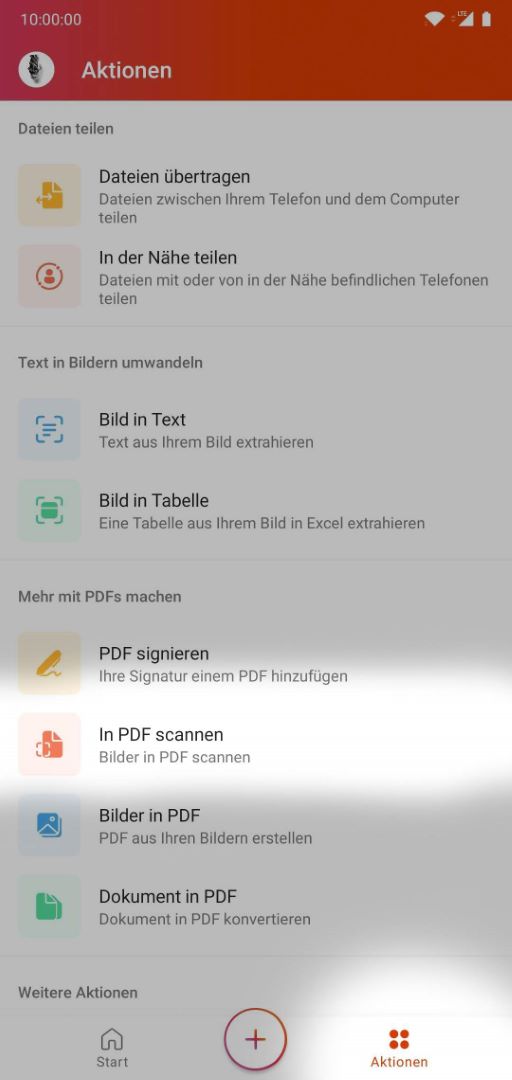 10:00:00
LTE
Aktionen
Dateien teilen
Dateien übertragen
Dateien zwischen Ihrem Telefon und dem Computer
teilen
In der Nähe teilen
Dateien mit oder von in der Nähe befindlichen Telefonen
teilen
Text in Bildern umwandeln
Bild in Text
Text aus Ihrem Bild extrahieren
Bild in Tabelle
Eine Tabelle aus Ihrem Bild in Excel extrahieren
Mehr mit PDFs machen
PDF signieren
Ihre Signatur einem PDF hinzufügen
In PDF scannen
Bilder in PDF scannen
Bilder in PDF
PDF aus Ihren Bildern erstellen
Dokument in PDF
Dokument in PDF konvertieren
Weitere Aktionen
Start
Aktionen